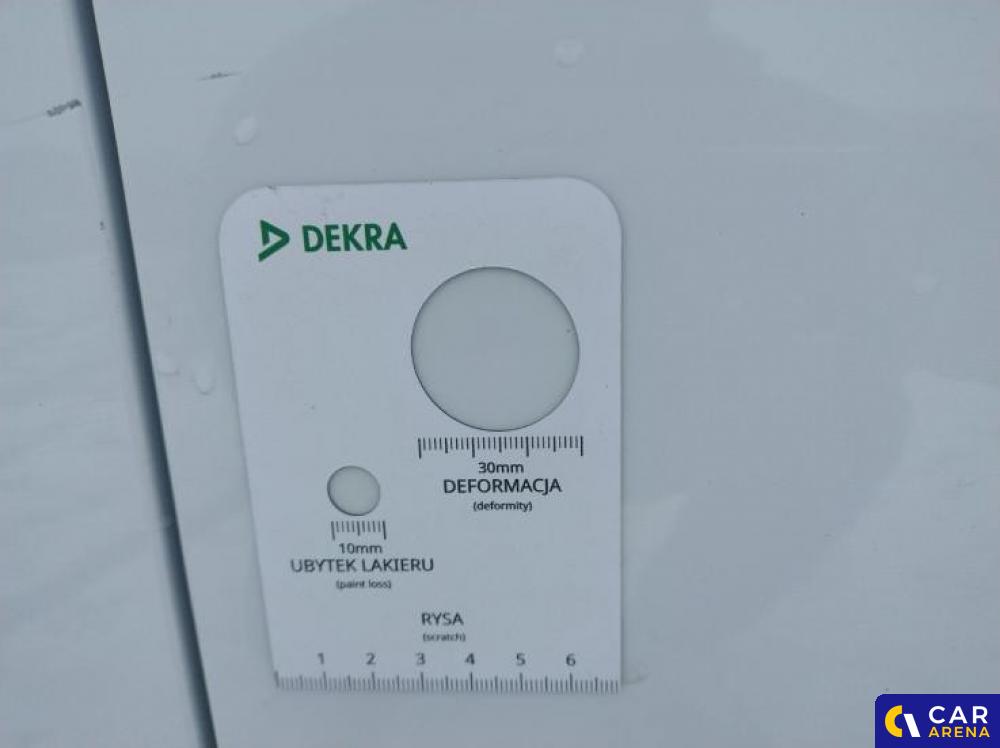 DEKRA
30mm
DEFORMACJA
(deformity)
10mm
UBYTEK LAKIERU
(paint loss)
RYSA
(scratch)
1 2 3 4 5 6
CAR
ARENA